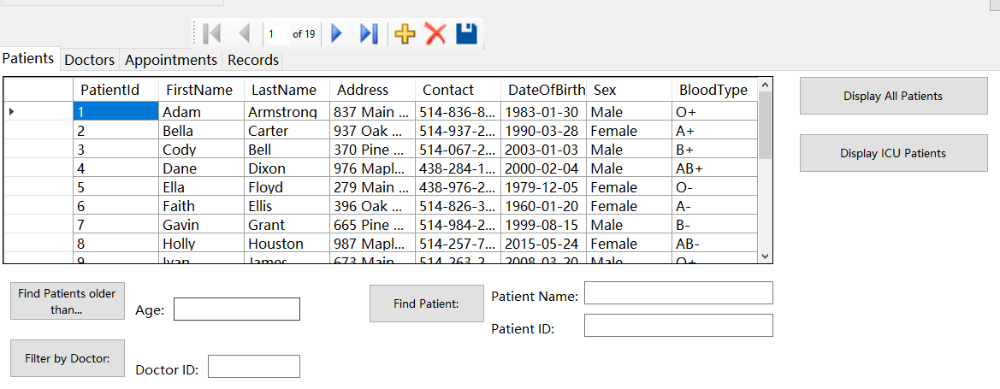 1 of 19
Patients Doctors Appointments Records
PatientId FirstName LastName Address Contact DateOfBirth Sex BloodType
1 Adam Armstrong 837 Main ... 514-836-8... 1983-01-30 Male O+
2 Bella Carter 937 Oak ... 514-937-2... 1990-03-28 Female A+
3 Cody Bell 370 Pine ... 514-067-2... 2003-01-03 Male B+
4 Dane Dixon 976 Mapl... 438-284-1... 2000-02-04 Male AB+
5 Ella Floyd 279 Main ... 438-976-2... 1979-12-05 Female O-
6 Faith Ellis 396 Oak ... 514-826-3... 1960-01-20 Female A-
7 Gavin Grant 665 Pine ... 514-984-2... 1999-08-15 Male B-
8 Holly Houston 987 Mapl... 514-257-7... 2015-05-24 Female AB-
9 Ivan James 673 Main 514-263-2 2008-03-20 Male O+
Display All Patients
Display ICU Patients
Find Patients older
than...
Age:
Find Patient:
Patient Name:
Patient ID:
Filter by Doctor:
Doctor ID: